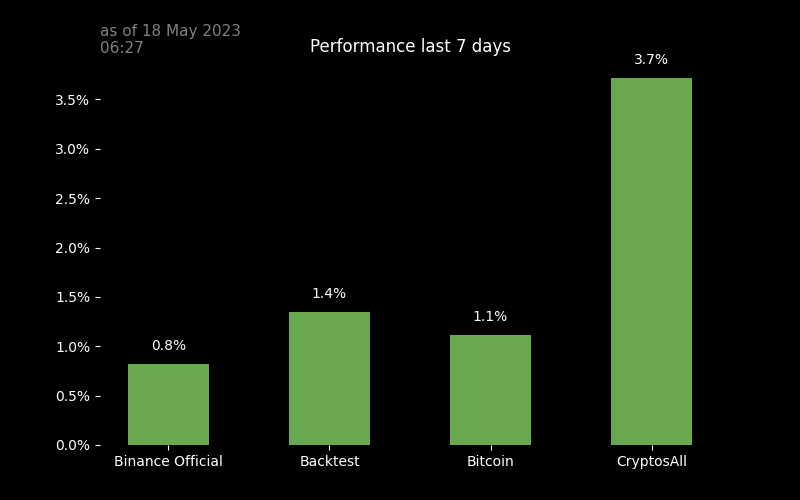 as of 18 May 2023
06:27
Performance last 7 days
3.7%
3.5%
3.0%
2.5%
2.0%
1.5%
1.4%
1.1%
1.0%
0.8%
0.5%
0.0%
Binance Official
Backtest
Bitcoin
CryptosAll